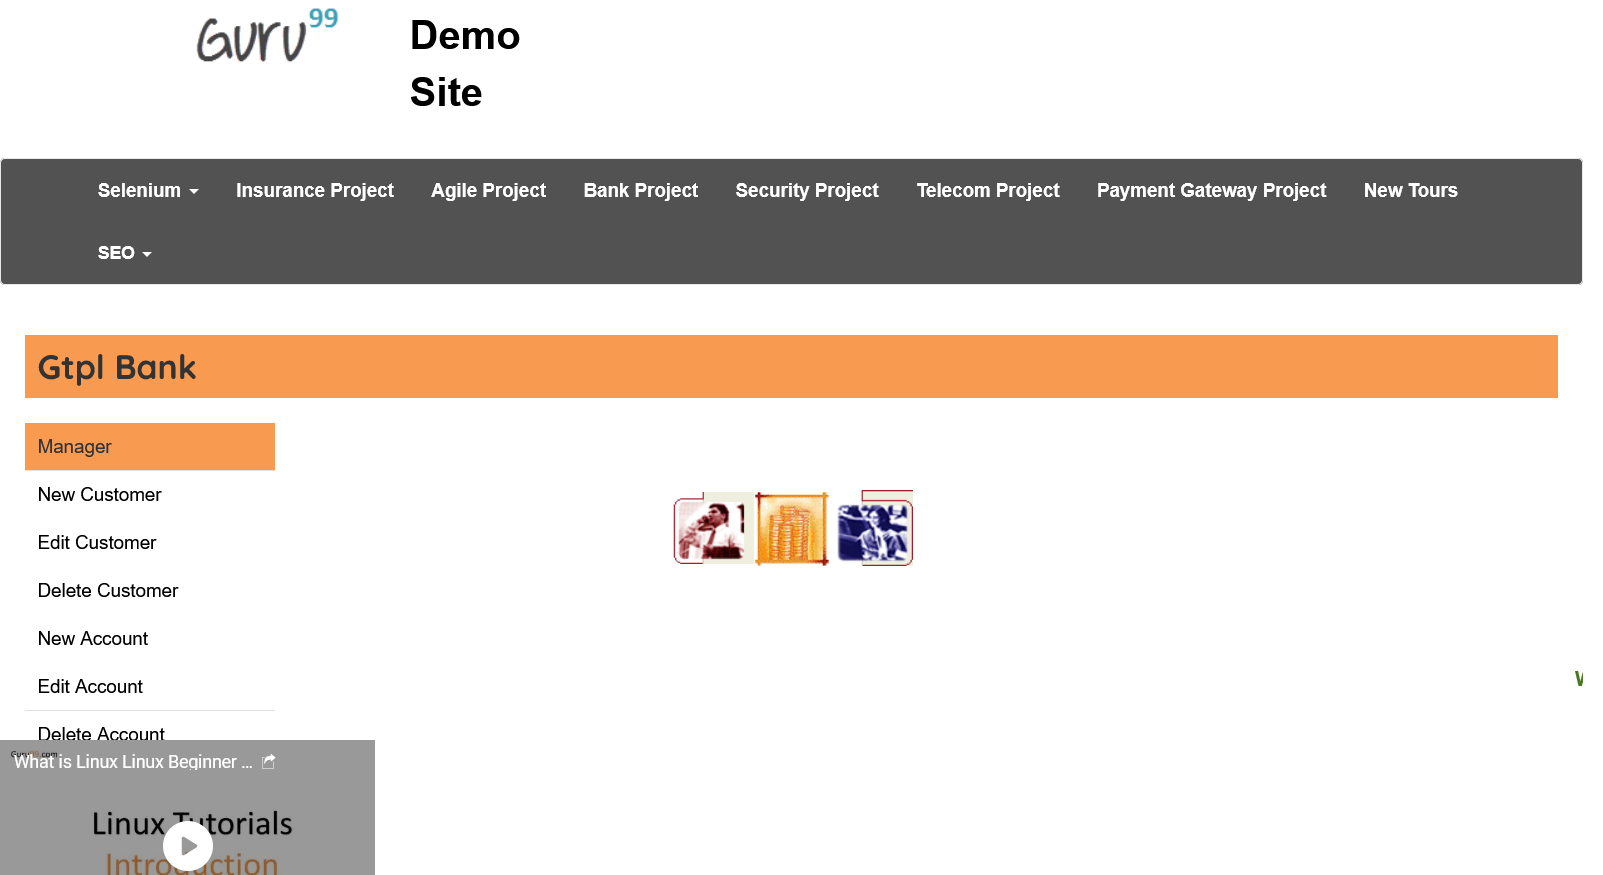 Guru99
Demo
Site
Selenium Insurance Project Agile Project Bank Project Security Project Telecom Project Payment Gateway Project New Tours
SEO
Gtpl Bank
Manager
New Customer
Edit Customer
Delete Customer
New Account
Edit Account
Delete Account
Guru99.com
What is Linux Linux Beginner ...
Linux Tutorials
Introduction